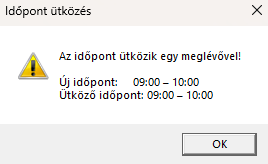 Időpont ütközés
Az időpont ütközik egy meglévővel!
Új időpont: 09:00 – 10:00
Ütköző időpont: 09:00 – 10:00
OK